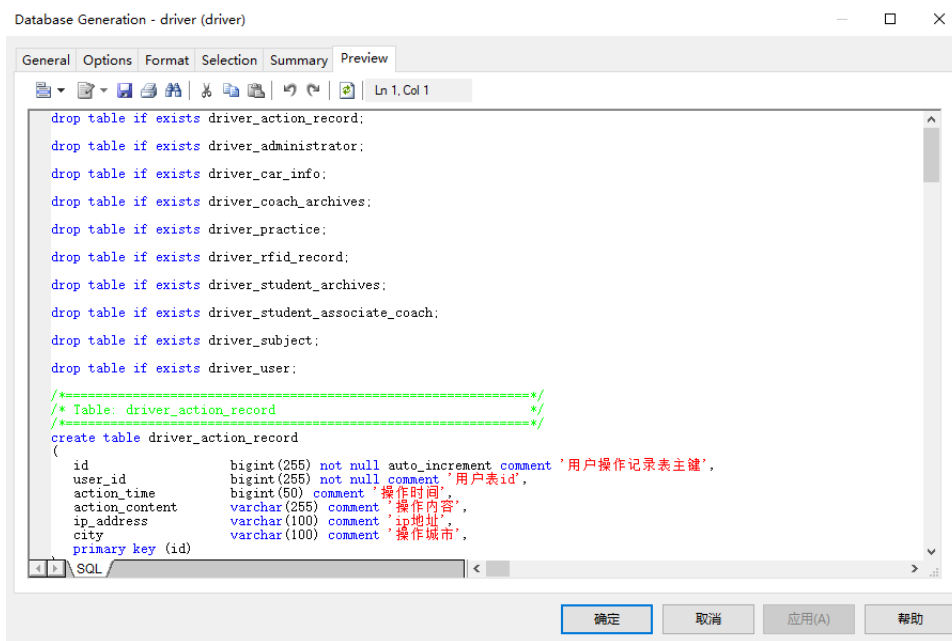 Database Generation - driver (driver)
General Options Format Selection Summary Preview
Ln 1, Col 1
drop table if exists driver_action_record;
drop table if exists driver_administrator;
drop table if exists driver_car_info;
drop table if exists driver_coach_archives;
drop table if exists driver_practice;
drop table if exists driver_rfid_record;
drop table if exists driver_student_archives;
drop table if exists driver_student_associate_coach;
drop table if exists driver_subject;
drop table if exists driver_user;
/*==============================================================*/
/* Table: driver_action_record                                  */
/*==============================================================*/
create table driver_action_record
(
id bigint(255) not null auto_increment comment '用户操作记录表主键',
user_id bigint(255) not null comment '用户表id',
action_time bigint(50) comment '操作时间',
action_content varchar(255) comment '操作内容',
ip_address varchar(100) comment 'ip地址',
city varchar(100) comment '操作城市',
primary key (id)
SQL
确定 取消 应用(A) 帮助